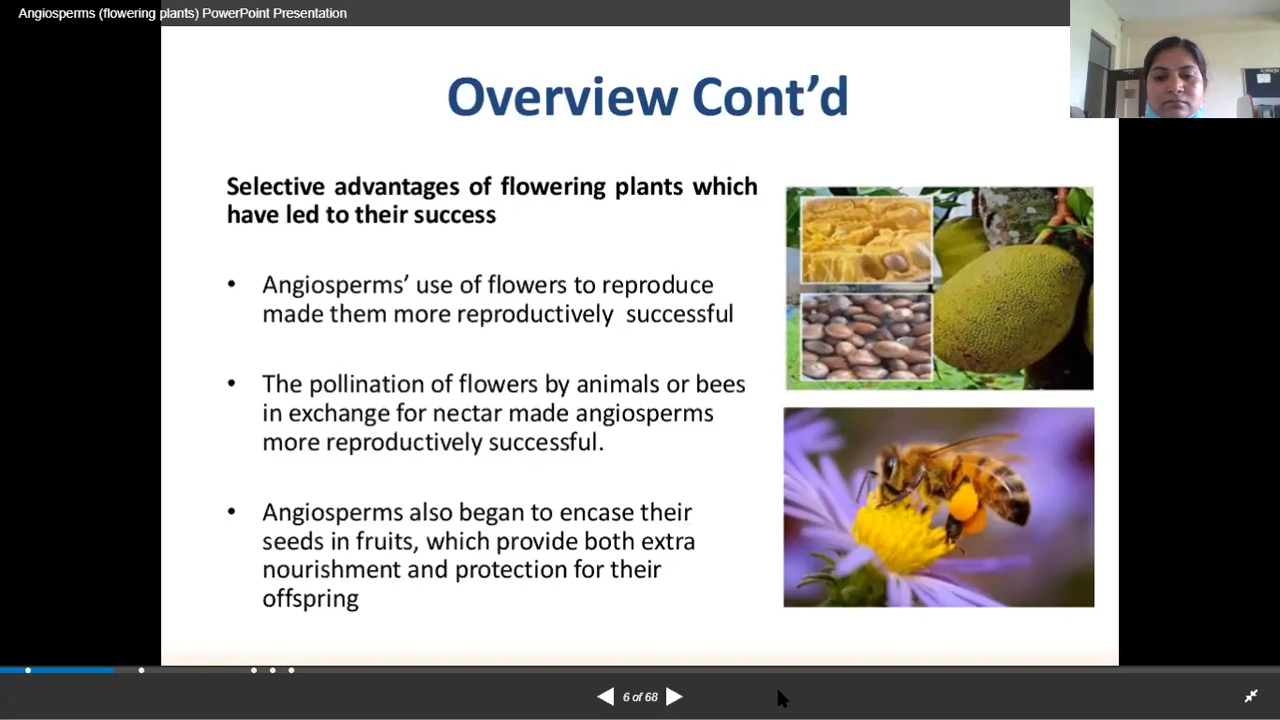 Angiosperms (flowering plants) PowerPoint Presentation
Overview Cont’d
Selective advantages of flowering plants which
have led to their success
• Angiosperms’ use of flowers to reproduce
made them more reproductively successful
• The pollination of flowers by animals or bees
in exchange for nectar made angiosperms
more reproductively successful.
• Angiosperms also began to encase their
seeds in fruits, which provide both extra
nourishment and protection for their
offspring
6 of 68